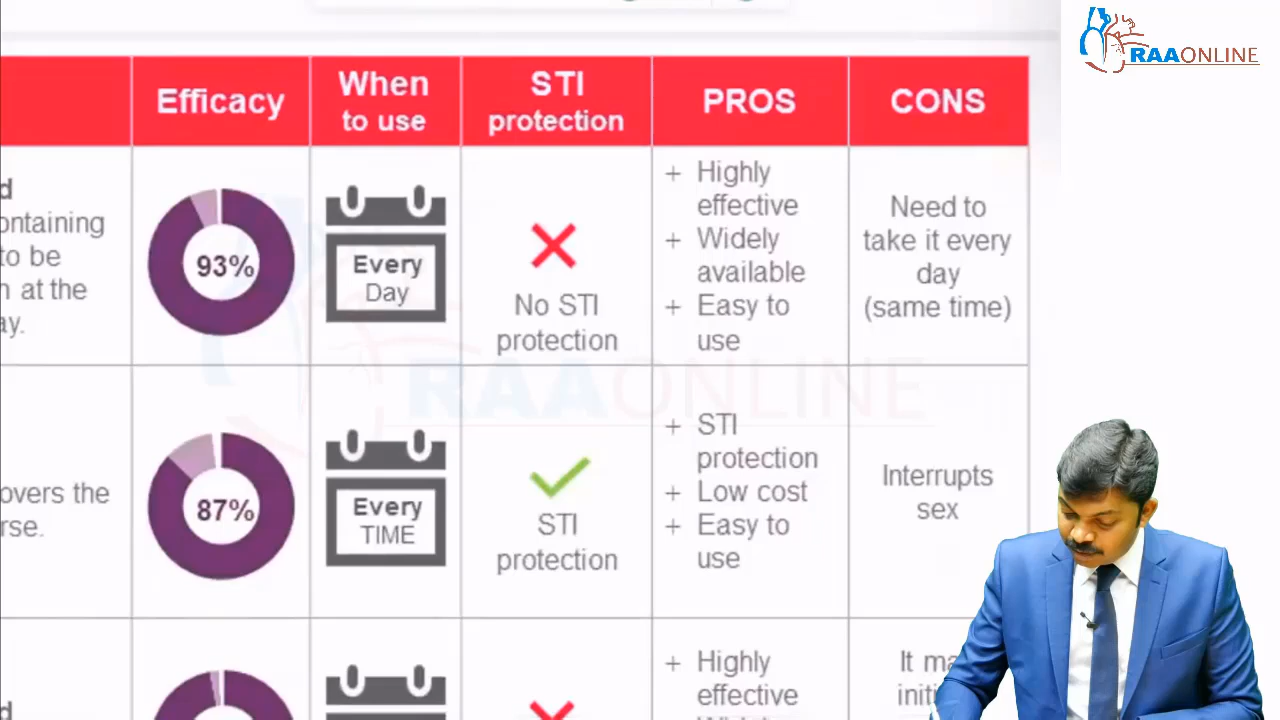 RAAONLINE
Efficacy
When
to use
STI
protection
PROS
CONS
d
ontaining
to be
n at the
ay.
93%
Every
Day
No STI
protection
+ Highly
effective
+ Widely
available
+ Easy to
use
Need to
take it every
day
(same time)
RAAONLINE
overs the
rse.
87%
Every
TIME
STI
protection
+ STI
protection
+ Low cost
+ Easy to
use
Interrupts
sex
d
+ Highly
effective
It